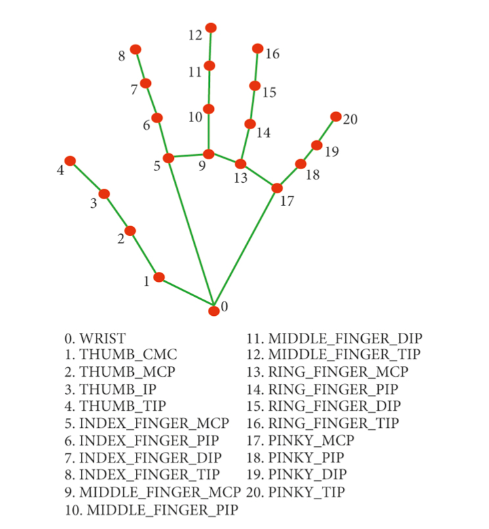 12
8
16
11
7
15
10
20
6
14
19
5
9
4
13
18
3
17
2
1
0
0. WRIST
1. THUMB_CMC
2. THUMB_MCP
3. THUMB_IP
4. THUMB_TIP
5. INDEX_FINGER_MCP
6. INDEX_FINGER_PIP
7. INDEX_FINGER_DIP
8. INDEX_FINGER_TIP
9. MIDDLE_FINGER_MCP
10. MIDDLE_FINGER_PIP
11. MIDDLE_FINGER_DIP
12. MIDDLE_FINGER_TIP
13. RING_FINGER_MCP
14. RING_FINGER_PIP
15. RING_FINGER_DIP
16. RING_FINGER_TIP
17. PINKY_MCP
18. PINKY_PIP
19. PINKY_DIP
20. PINKY_TIP